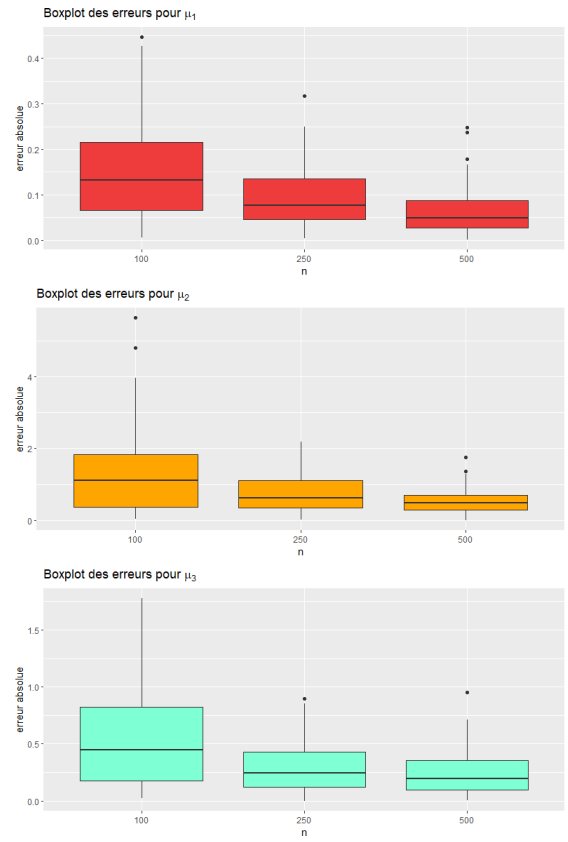 Boxplot des erreurs pour μ1
erreur absolue
0.4
0.3
0.2
0.1
0.0
100 250 500
n
Boxplot des erreurs pour μ2
erreur absolue
4
2
0
100 250 500
n
Boxplot des erreurs pour μ3
erreur absolue
1.5
1.0
0.5
0.0
100 250 500
n